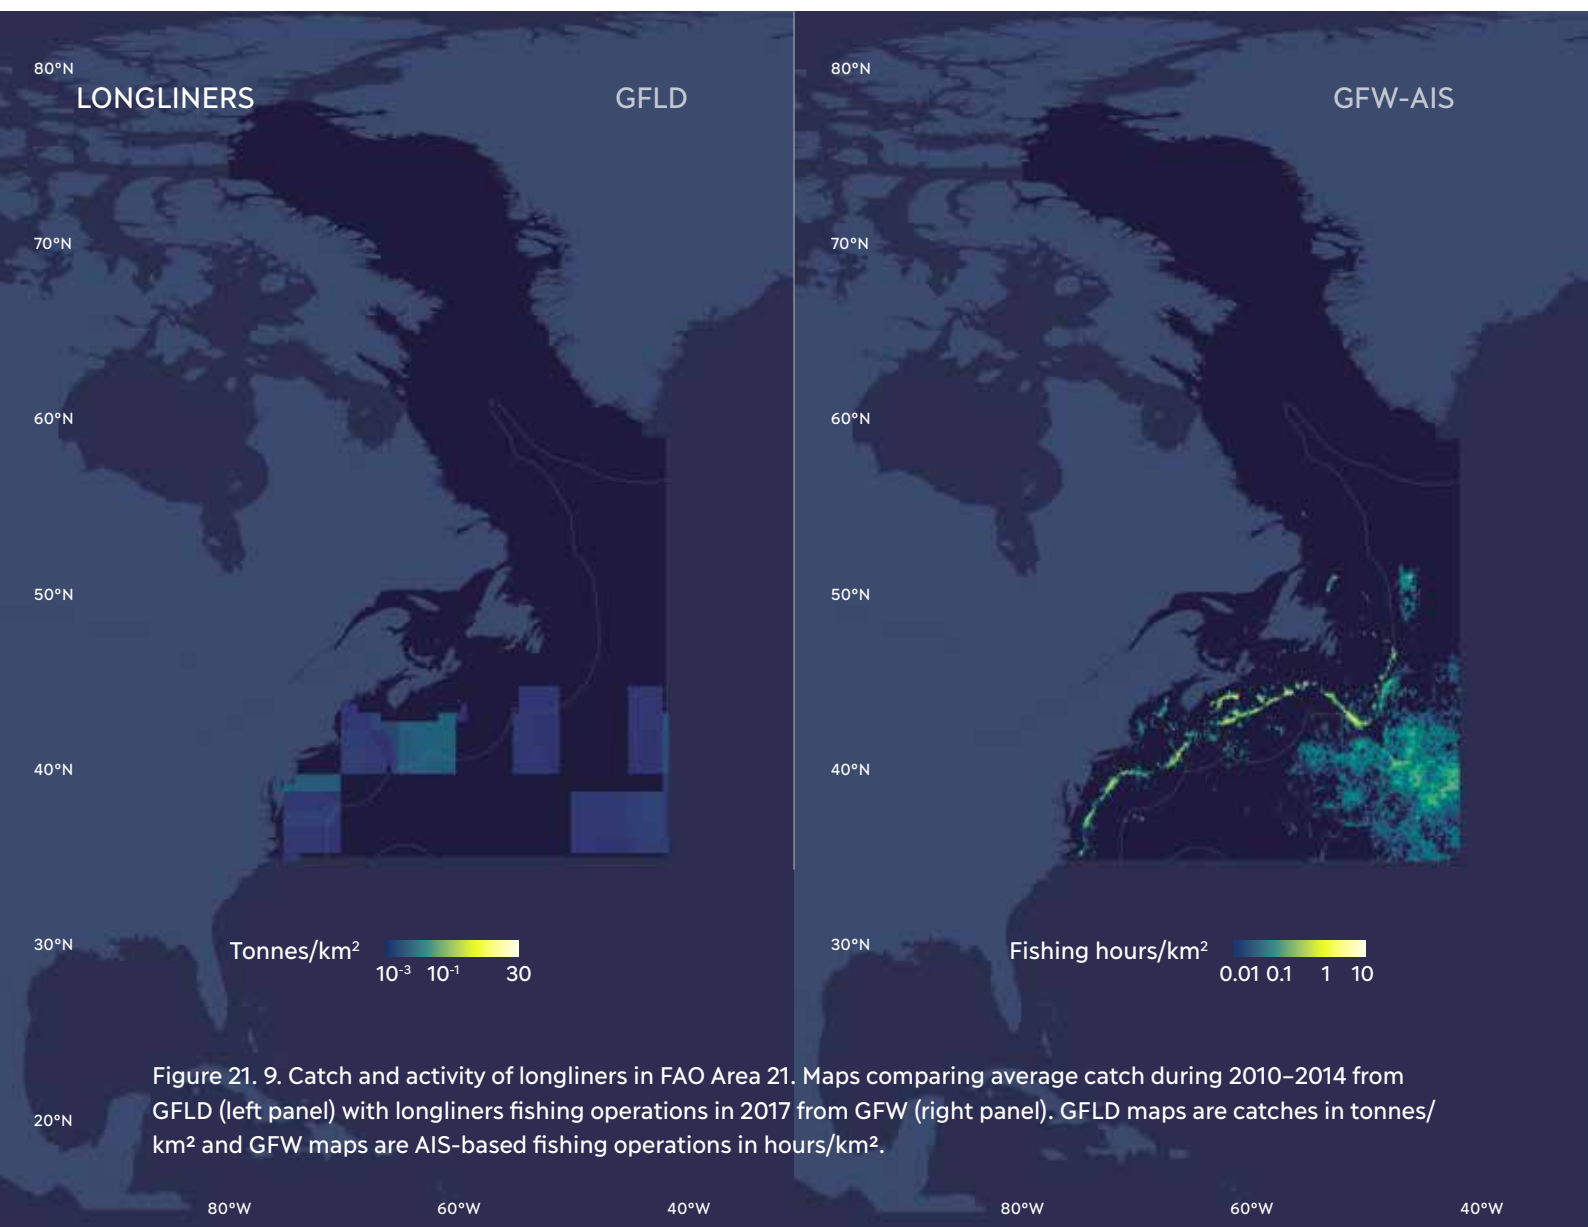 80°N
80°N
LONGLINERS
GFLD
GFW-AIS
70°N
70°N
60°N
60°N
50°N
50°N
40°N
40°N
30°N
30°N
Tonnes/km²
10⁻³ 10⁻¹ 30
Fishing hours/km²
0.01 0.1 1 10
Figure 21. 9. Catch and activity of longliners in FAO Area 21. Maps comparing average catch during 2010–2014 from
GFLD (left panel) with longliners fishing operations in 2017 from GFW (right panel). GFLD maps are catches in tonnes/
20°N
km² and GFW maps are AIS-based fishing operations in hours/km².
80°W 60°W 40°W
80°W 60°W 40°W